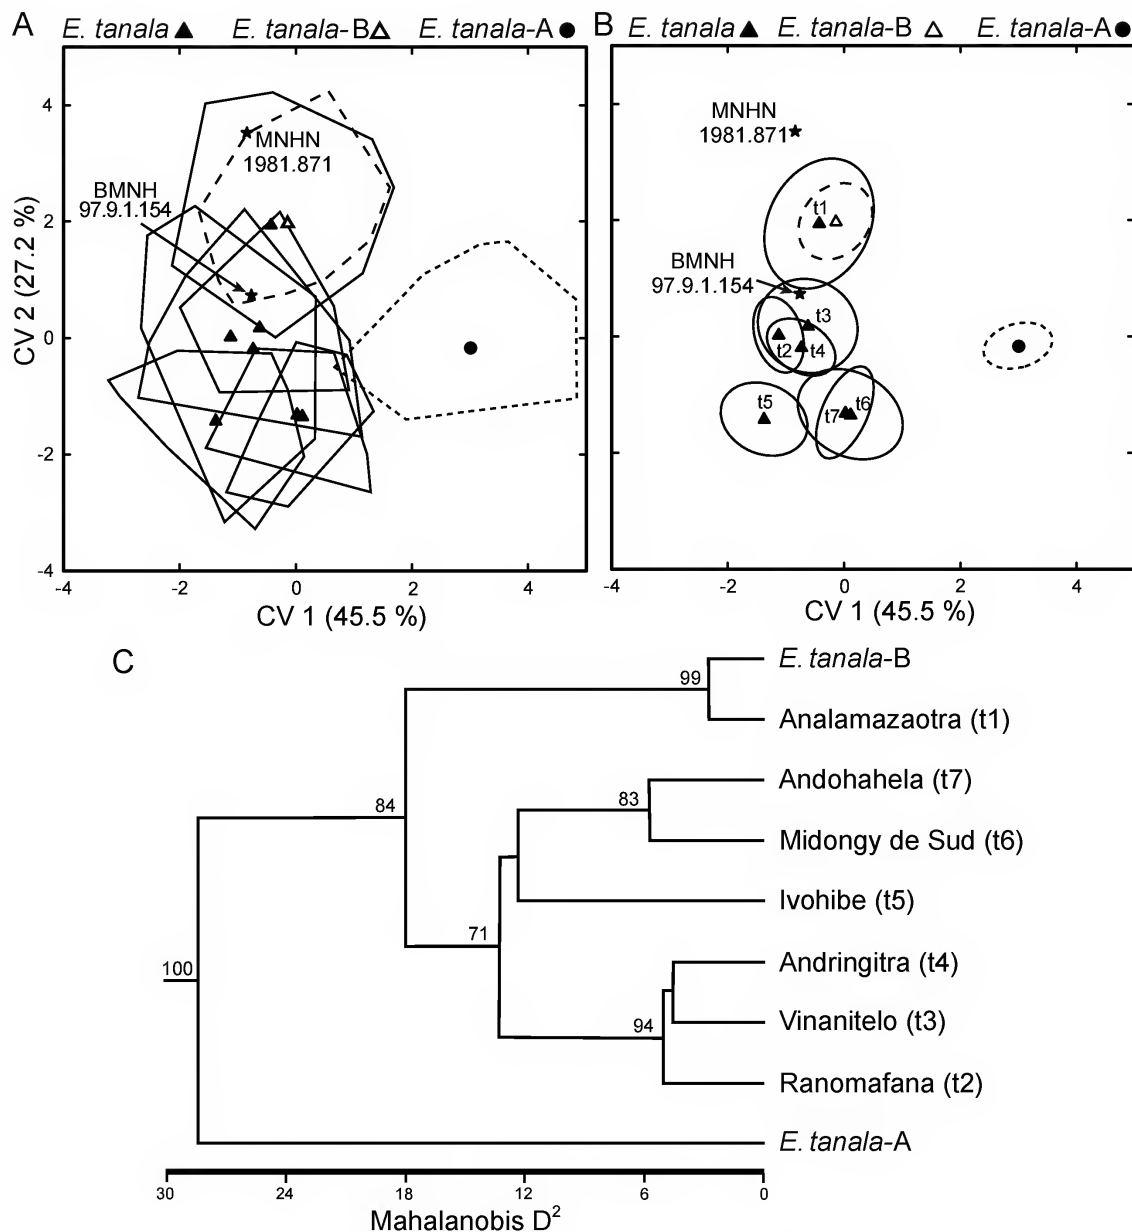 A E. tanala ▲ E. tanala-B △ E. tanala-A ●
MNHN
1981.871
BMNH
97.9.1.154
4
2
0
-2
-4
CV 2 (27.2 %)
-4 -2 0 2 4
CV 1 (45.5 %)
B E. tanala ▲ E. tanala-B △ E. tanala-A ●
MNHN
1981.871
t1
BMNH
97.9.1.154
t3
t2 t4
t5
t6
t7
-2 0 2 4
CV 1 (45.5 %)
C
E. tanala-B
99
Analamazaotra (t1)
Andohahela (t7)
83
84
Midongy de Sud (t6)
Ivohibe (t5)
71
Andringitra (t4)
100
Vinanitelo (t3)
94
Ranomafana (t2)
E. tanala-A
30 24 18 12 6 0
Mahalanobis D²